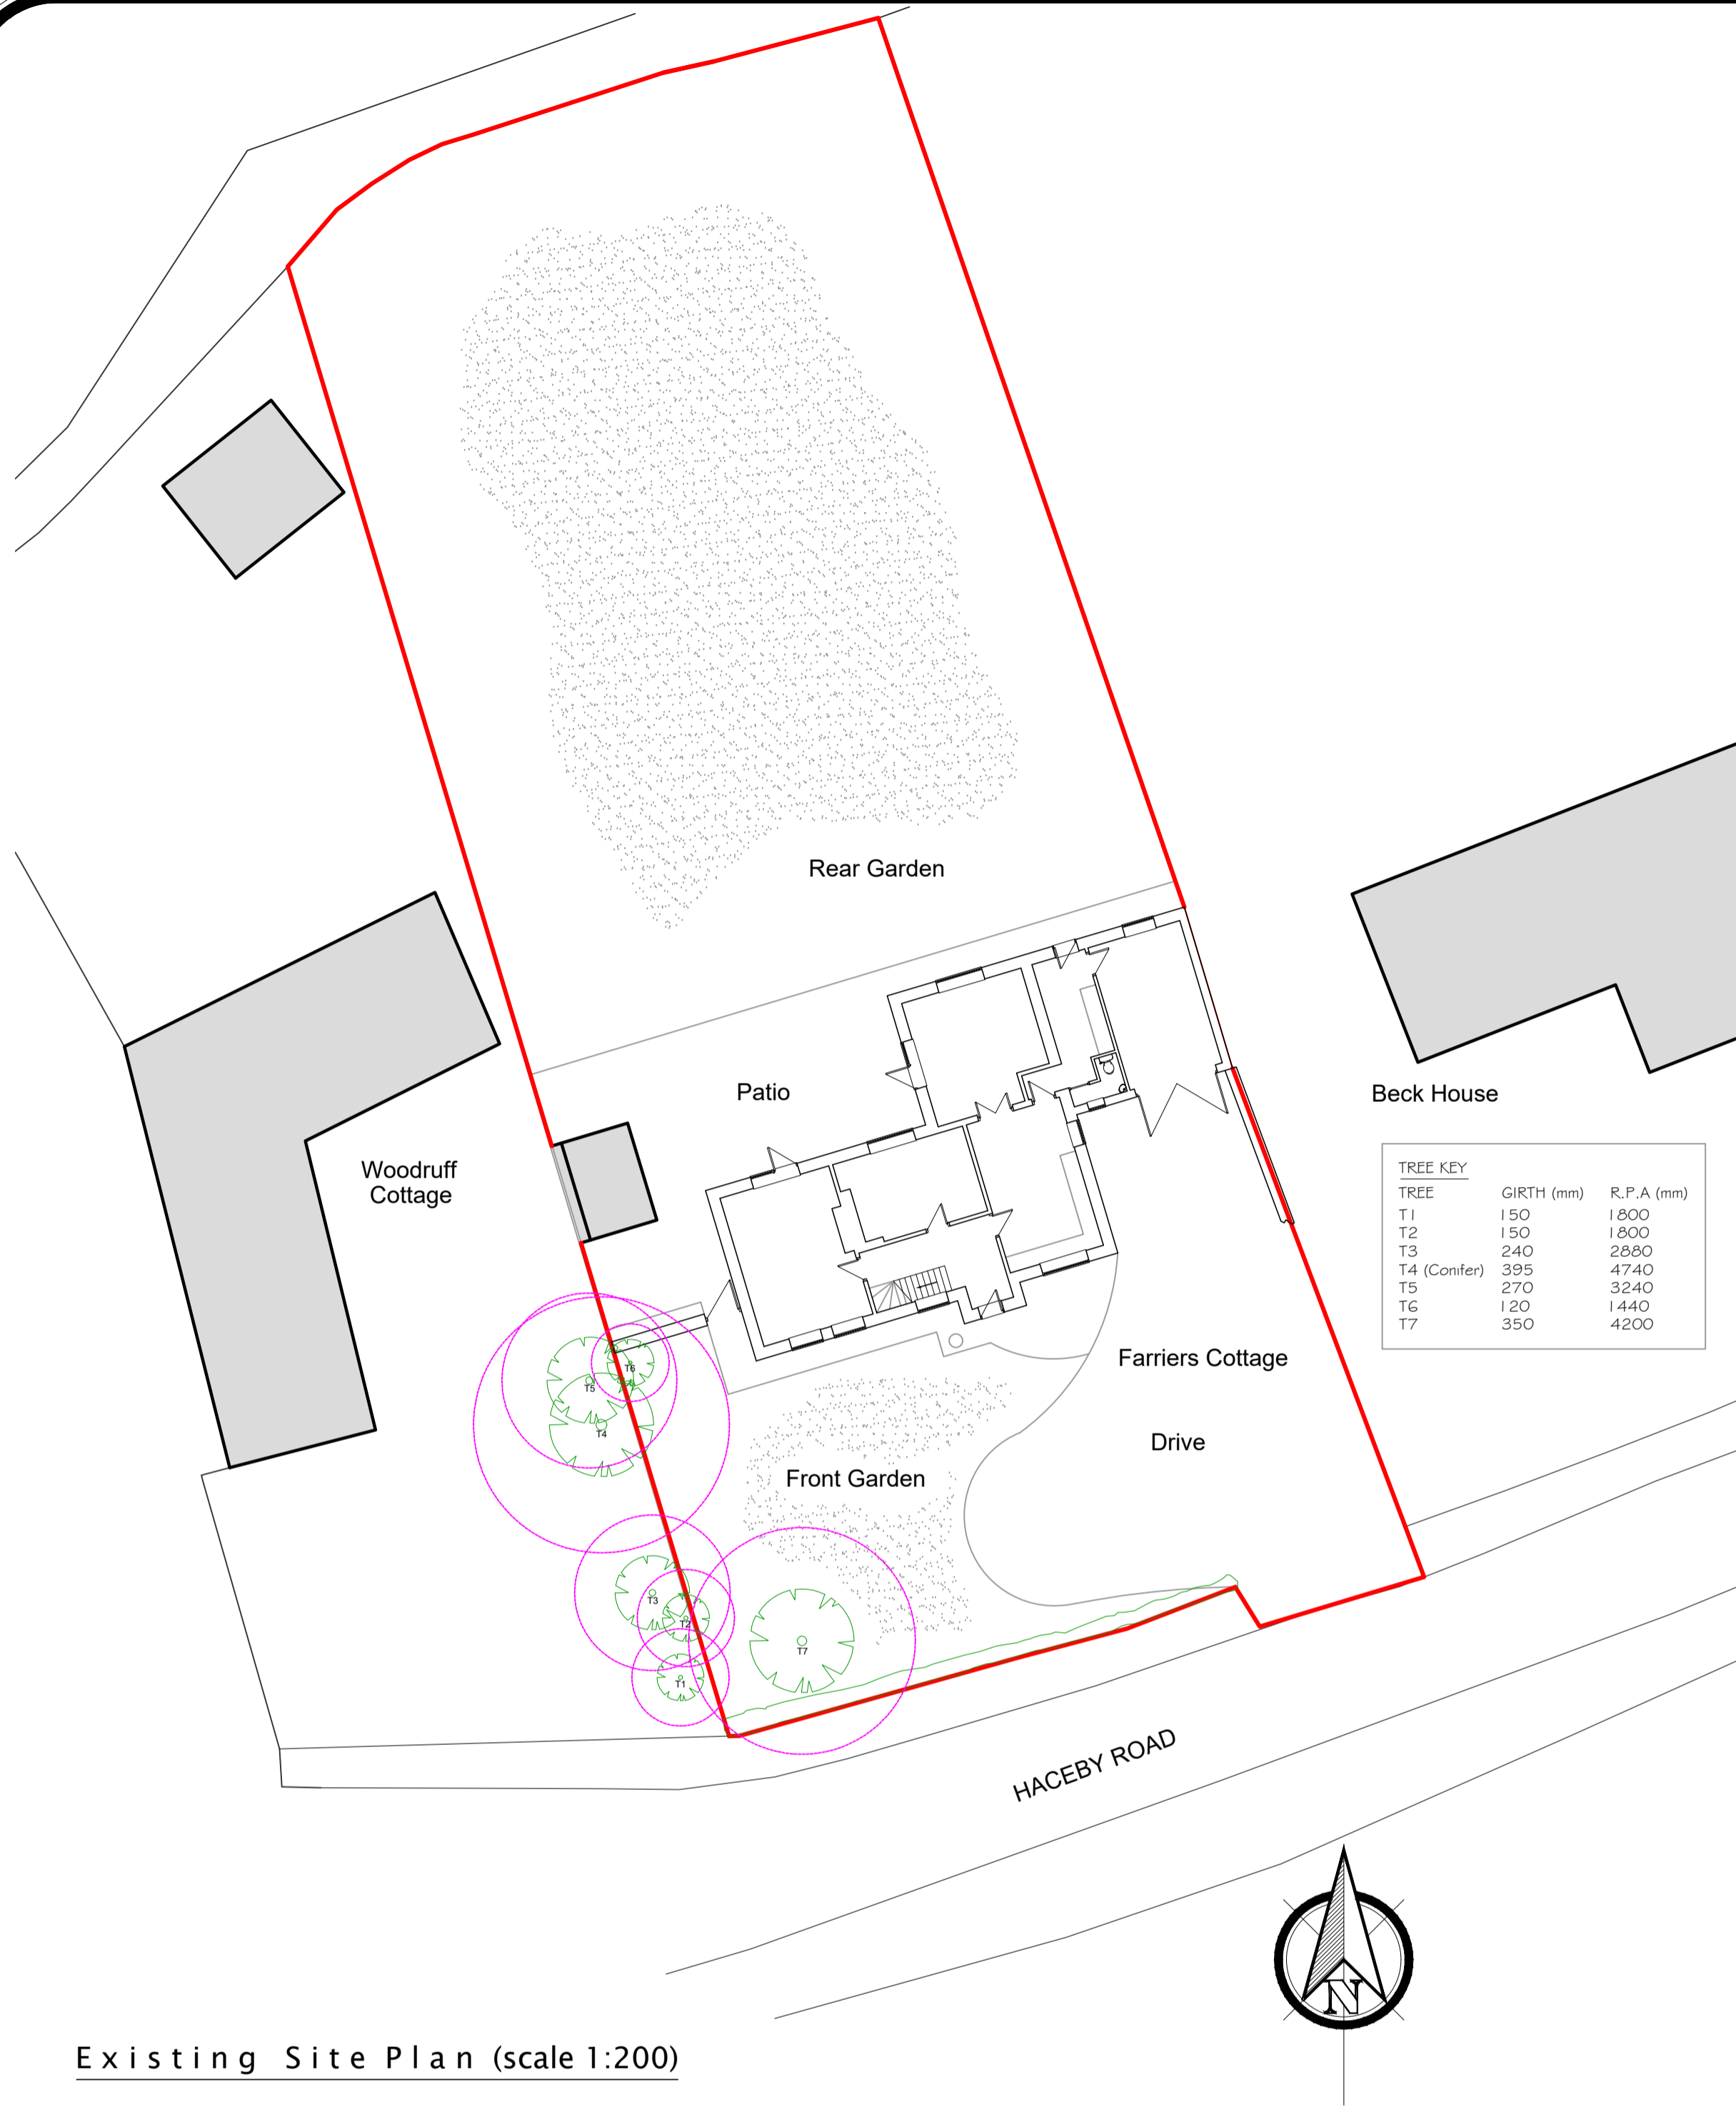 Rear Garden
Patio
Beck House
Woodruff
Cottage
TREE KEY
TREE GIRTH (mm) R.P.A (mm)
T1 150 1800
T2 150 1800
T3 240 2880
T4 (Conifer) 395 4740
T5 270 3240
T6 120 1440
T7 350 4200
T6
T5
T4
Farriers Cottage
Drive
Front Garden
T3
T2
T7
T1
HACEBY ROAD
N
Existing Site Plan (scale 1:200)